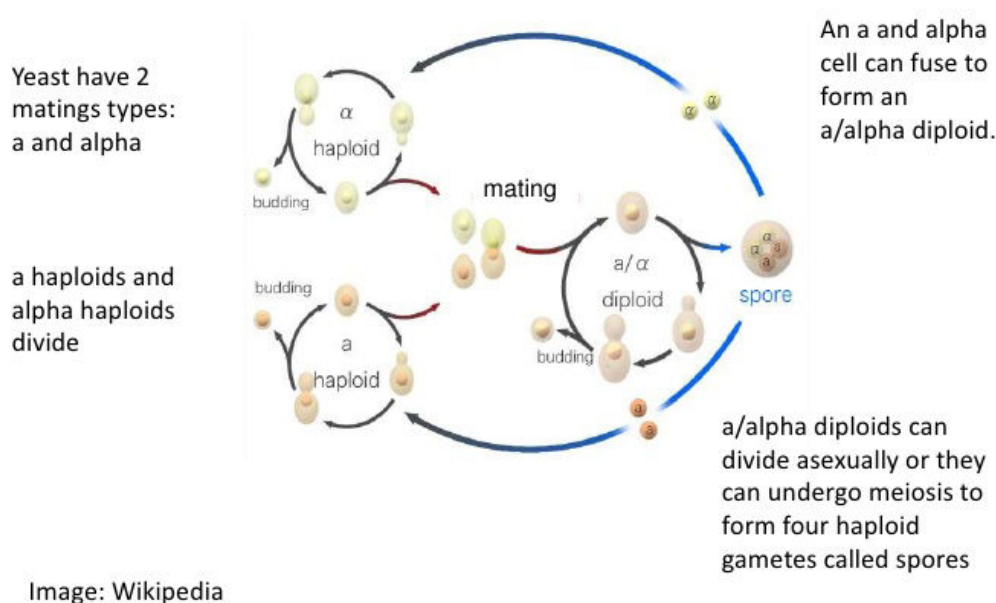 Yeast have 2
matings types:
a and alpha
a haploids and
alpha haploids
divide
α
haploid
budding
mating
budding
a
haploid
a/α
diploid
budding
α α
α
α a
a
spore
a
a
An a and alpha
cell can fuse to
form an
a/alpha diploid.
a/alpha diploids can
divide asexually or they
can undergo meiosis to
form four haploid
gametes called spores
Image: Wikipedia